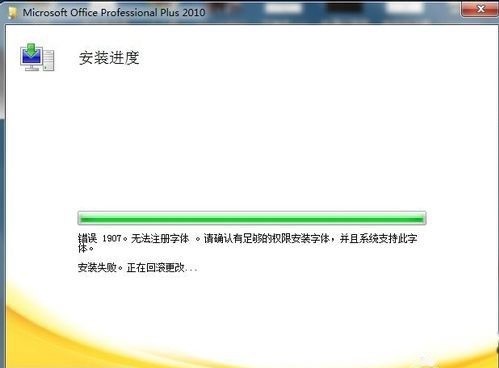 Microsoft Office Professional Plus 2010
安装进度
错误 1907。无法注册字体 。请确认有足够的权限安装字体，并且系统支持此字
体。
安装失败。正在回滚更改...